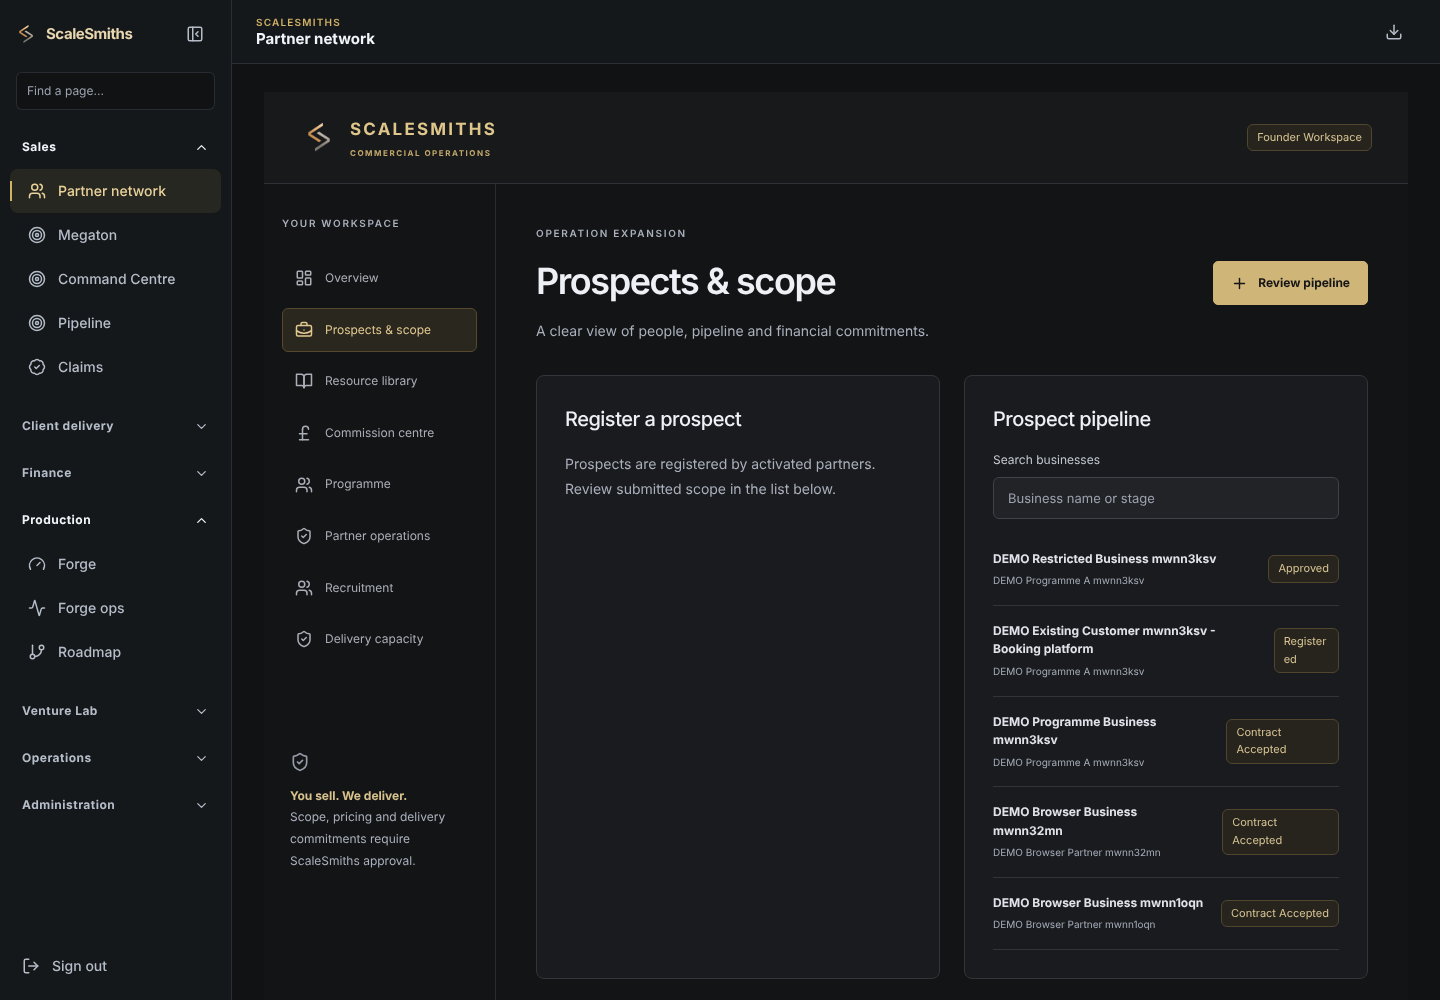 ScaleSmiths
Find a page...
Sales
Partner network
Megaton
Command Centre
Pipeline
Claims
Client delivery
Finance
Production
Forge
Forge ops
Roadmap
Venture Lab
Operations
Administration
Sign out
SCALESMITHS
Partner network
SCALESMITHS
COMMERCIAL OPERATIONS
Founder Workspace
YOUR WORKSPACE
Overview
Prospects & scope
Resource library
Commission centre
Programme
Partner operations
Recruitment
Delivery capacity
You sell. We deliver.
Scope, pricing and delivery
commitments require
ScaleSmiths approval.
OPERATION EXPANSION
Prospects & scope
Review pipeline
A clear view of people, pipeline and financial commitments.
Register a prospect
Prospects are registered by activated partners.
Review submitted scope in the list below.
Prospect pipeline
Search businesses
Business name or stage
DEMO Restricted Business mwnn3ksv
DEMO Programme A mwnn3ksv
Approved
DEMO Existing Customer mwnn3ksv -
Booking platform
DEMO Programme A mwnn3ksv
Register
ed
DEMO Programme Business
mwnn3ksv
DEMO Programme A mwnn3ksv
Contract
Accepted
DEMO Browser Business
mwnn32mn
DEMO Browser Partner mwnn32mn
Contract
Accepted
DEMO Browser Business mwnn1oqn
DEMO Browser Partner mwnn1oqn
Contract Accepted